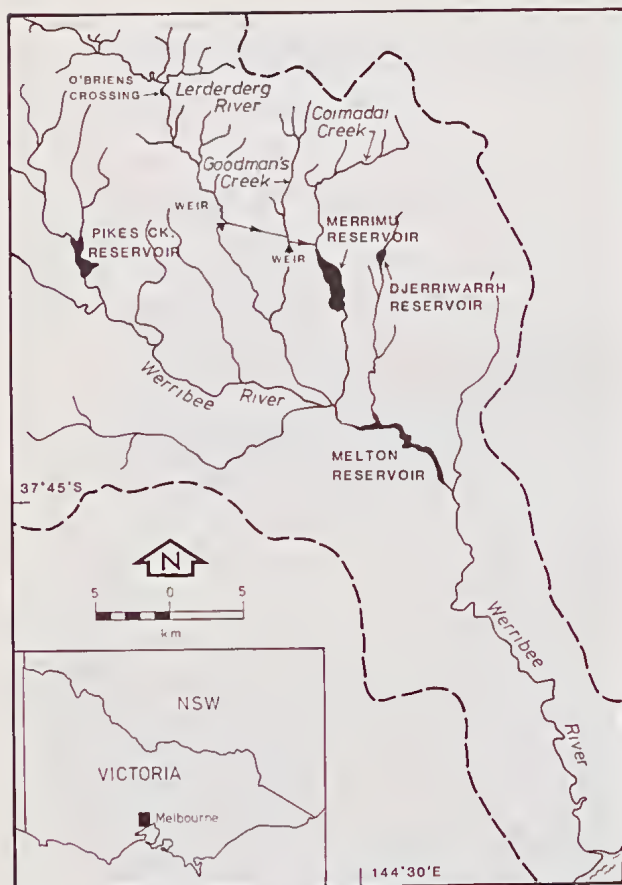 O'BRIENS
CROSSING
Lerderderg
River
Coimadai
Creek
Goodman's
Creek
WEIR
PIKES CK.
RESERVOIR
MERRIMU
RESERVOIR
WEIR
DJERRIWARRH
RESERVOIR
Werribee River
MELTON
RESERVOIR
37°45'S
N
5 0 5
km
Werribee
River
NSW
VICTORIA
Melbourne
144°30'E